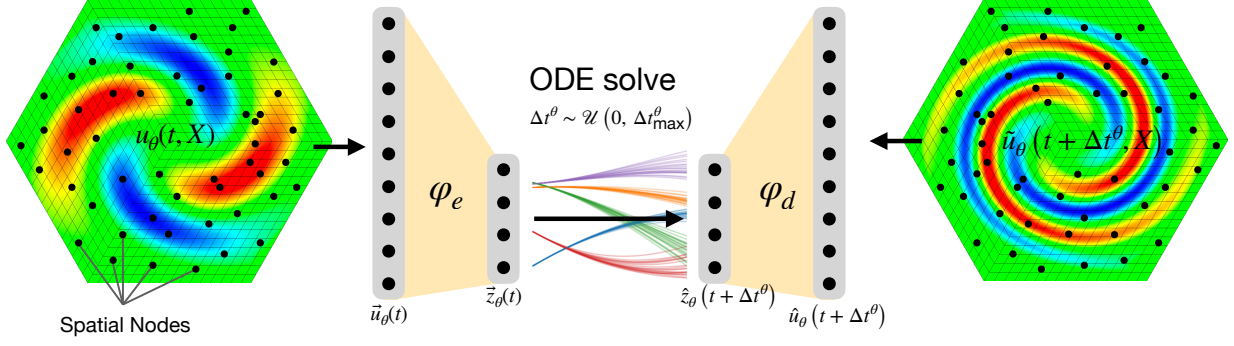 u_θ(t, X)
Spatial Nodes
u⃗_θ(t)
φ_e
z⃗_θ(t)
ODE solve
Δt^θ ∼ 𝒰 (0, Δt^θ_max)
ẑ_θ (t + Δt^θ)
φ_d
û_θ (t + Δt^θ)
ũ_θ (t + Δt^θ, X)